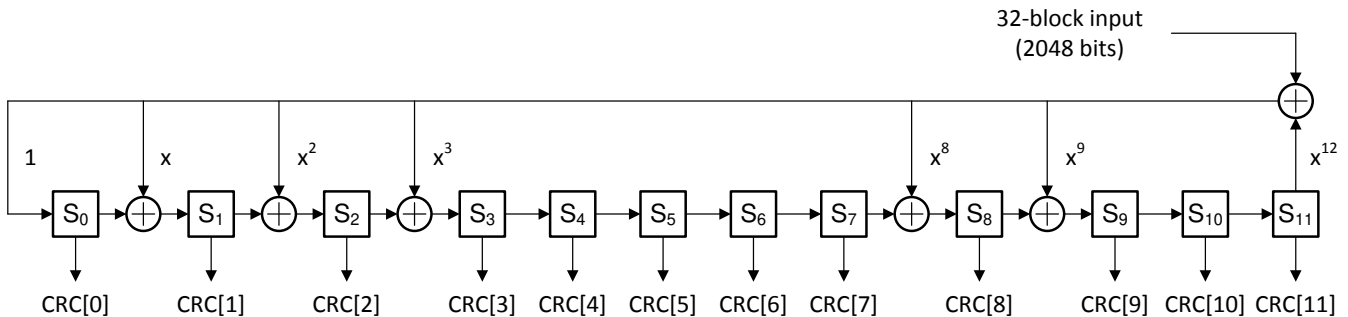 32-block input
(2048 bits)
1 x x² x³ x⁸ x⁹ x¹²
S₀ S₁ S₂ S₃ S₄ S₅ S₆ S₇ S₈ S₉ S₁₀ S₁₁
CRC[0] CRC[1] CRC[2] CRC[3] CRC[4] CRC[5] CRC[6] CRC[7] CRC[8] CRC[9] CRC[10] CRC[11]